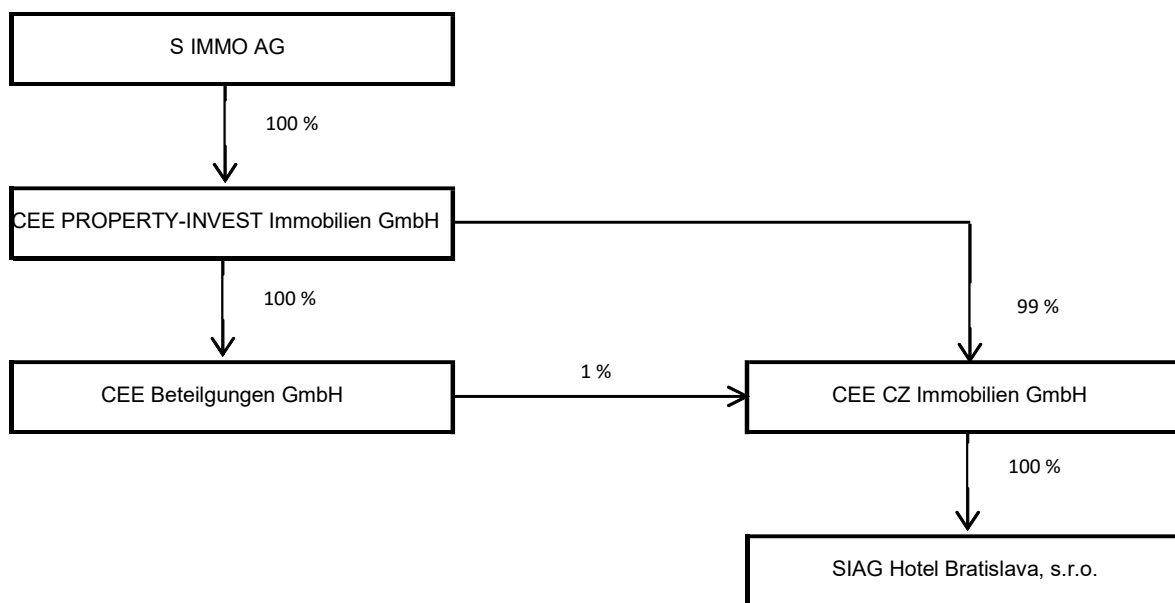 S IMMO AG
100 %
CEE PROPERTY-INVEST Immobilien GmbH
100 %
99 %
CEE Beteilgungen GmbH
1 %
CEE CZ Immobilien GmbH
100 %
SIAG Hotel Bratislava, s.r.o.